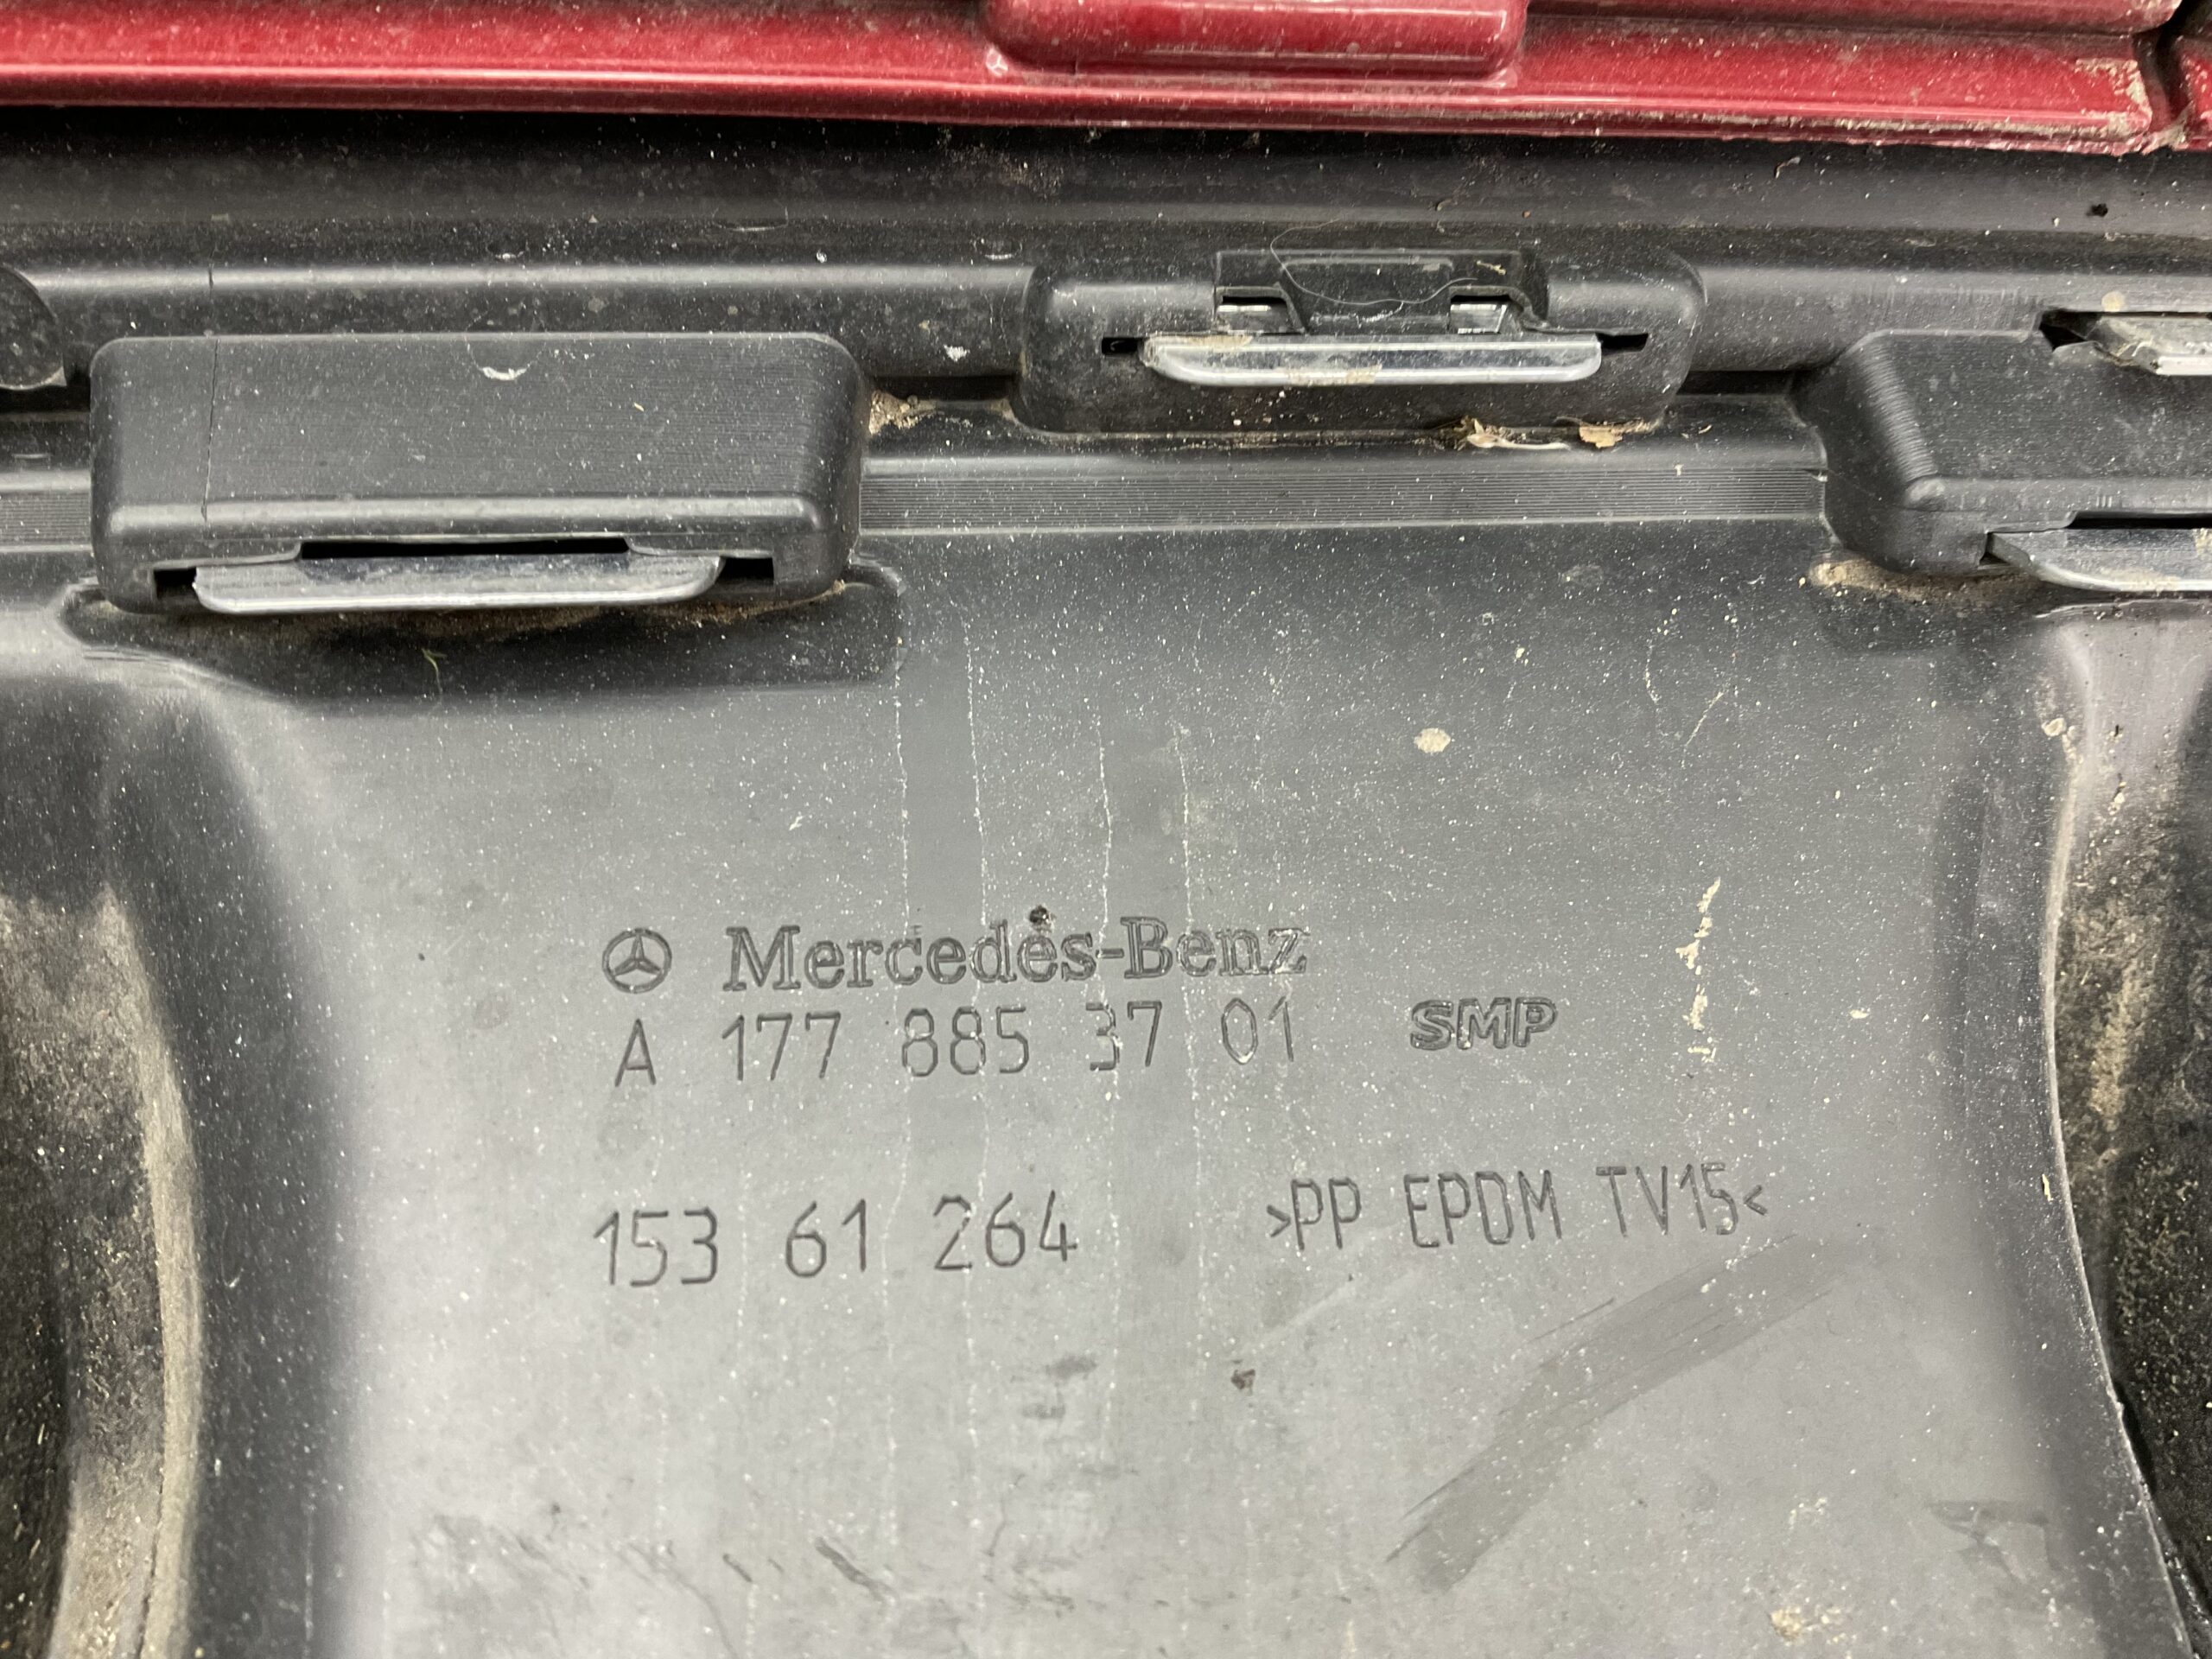 Mercedes-Benz
A 177 885 37 01 SMP
153 61 264 >PP EPDM TV15<